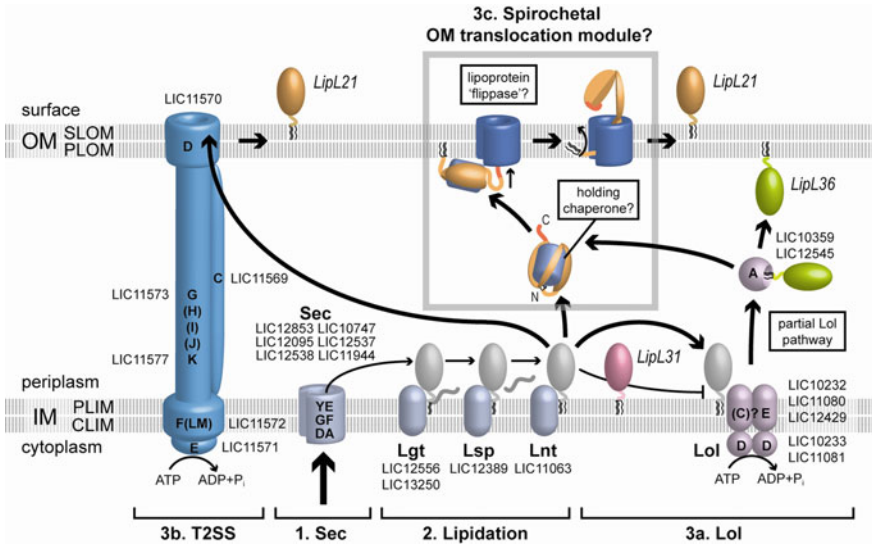 3c. Spirochetal
OM translocation module?
LIC11570
LipL21
lipoprotein
'flippase'?
LipL21
surface
OM
SLOM
PLOM
D
holding
chaperone?
LipL36
C
N
LIC10359
LIC12545
A
C
LIC11569
LIC11573
G
(H)
(I)
(J)
K
LIC11577
Sec
LIC12853 LIC10747
LIC12095 LIC12537
LIC12538 LIC11944
partial Lol
pathway
LipL31
periplasm
IM
PLIM
CLIM
cytoplasm
F(LM)
LIC11572
E
LIC11571
ATP
ADP+Pi
YE
GF
DA
Lgt
LIC12556
LIC13250
Lsp
LIC12389
Lnt
LIC11063
Lol
(C)? E
D D
LIC10232
LIC11080
LIC12429
LIC10233
LIC11081
ATP
ADP+Pi
3b. T2SS
1. Sec
2. Lipidation
3a. Lol